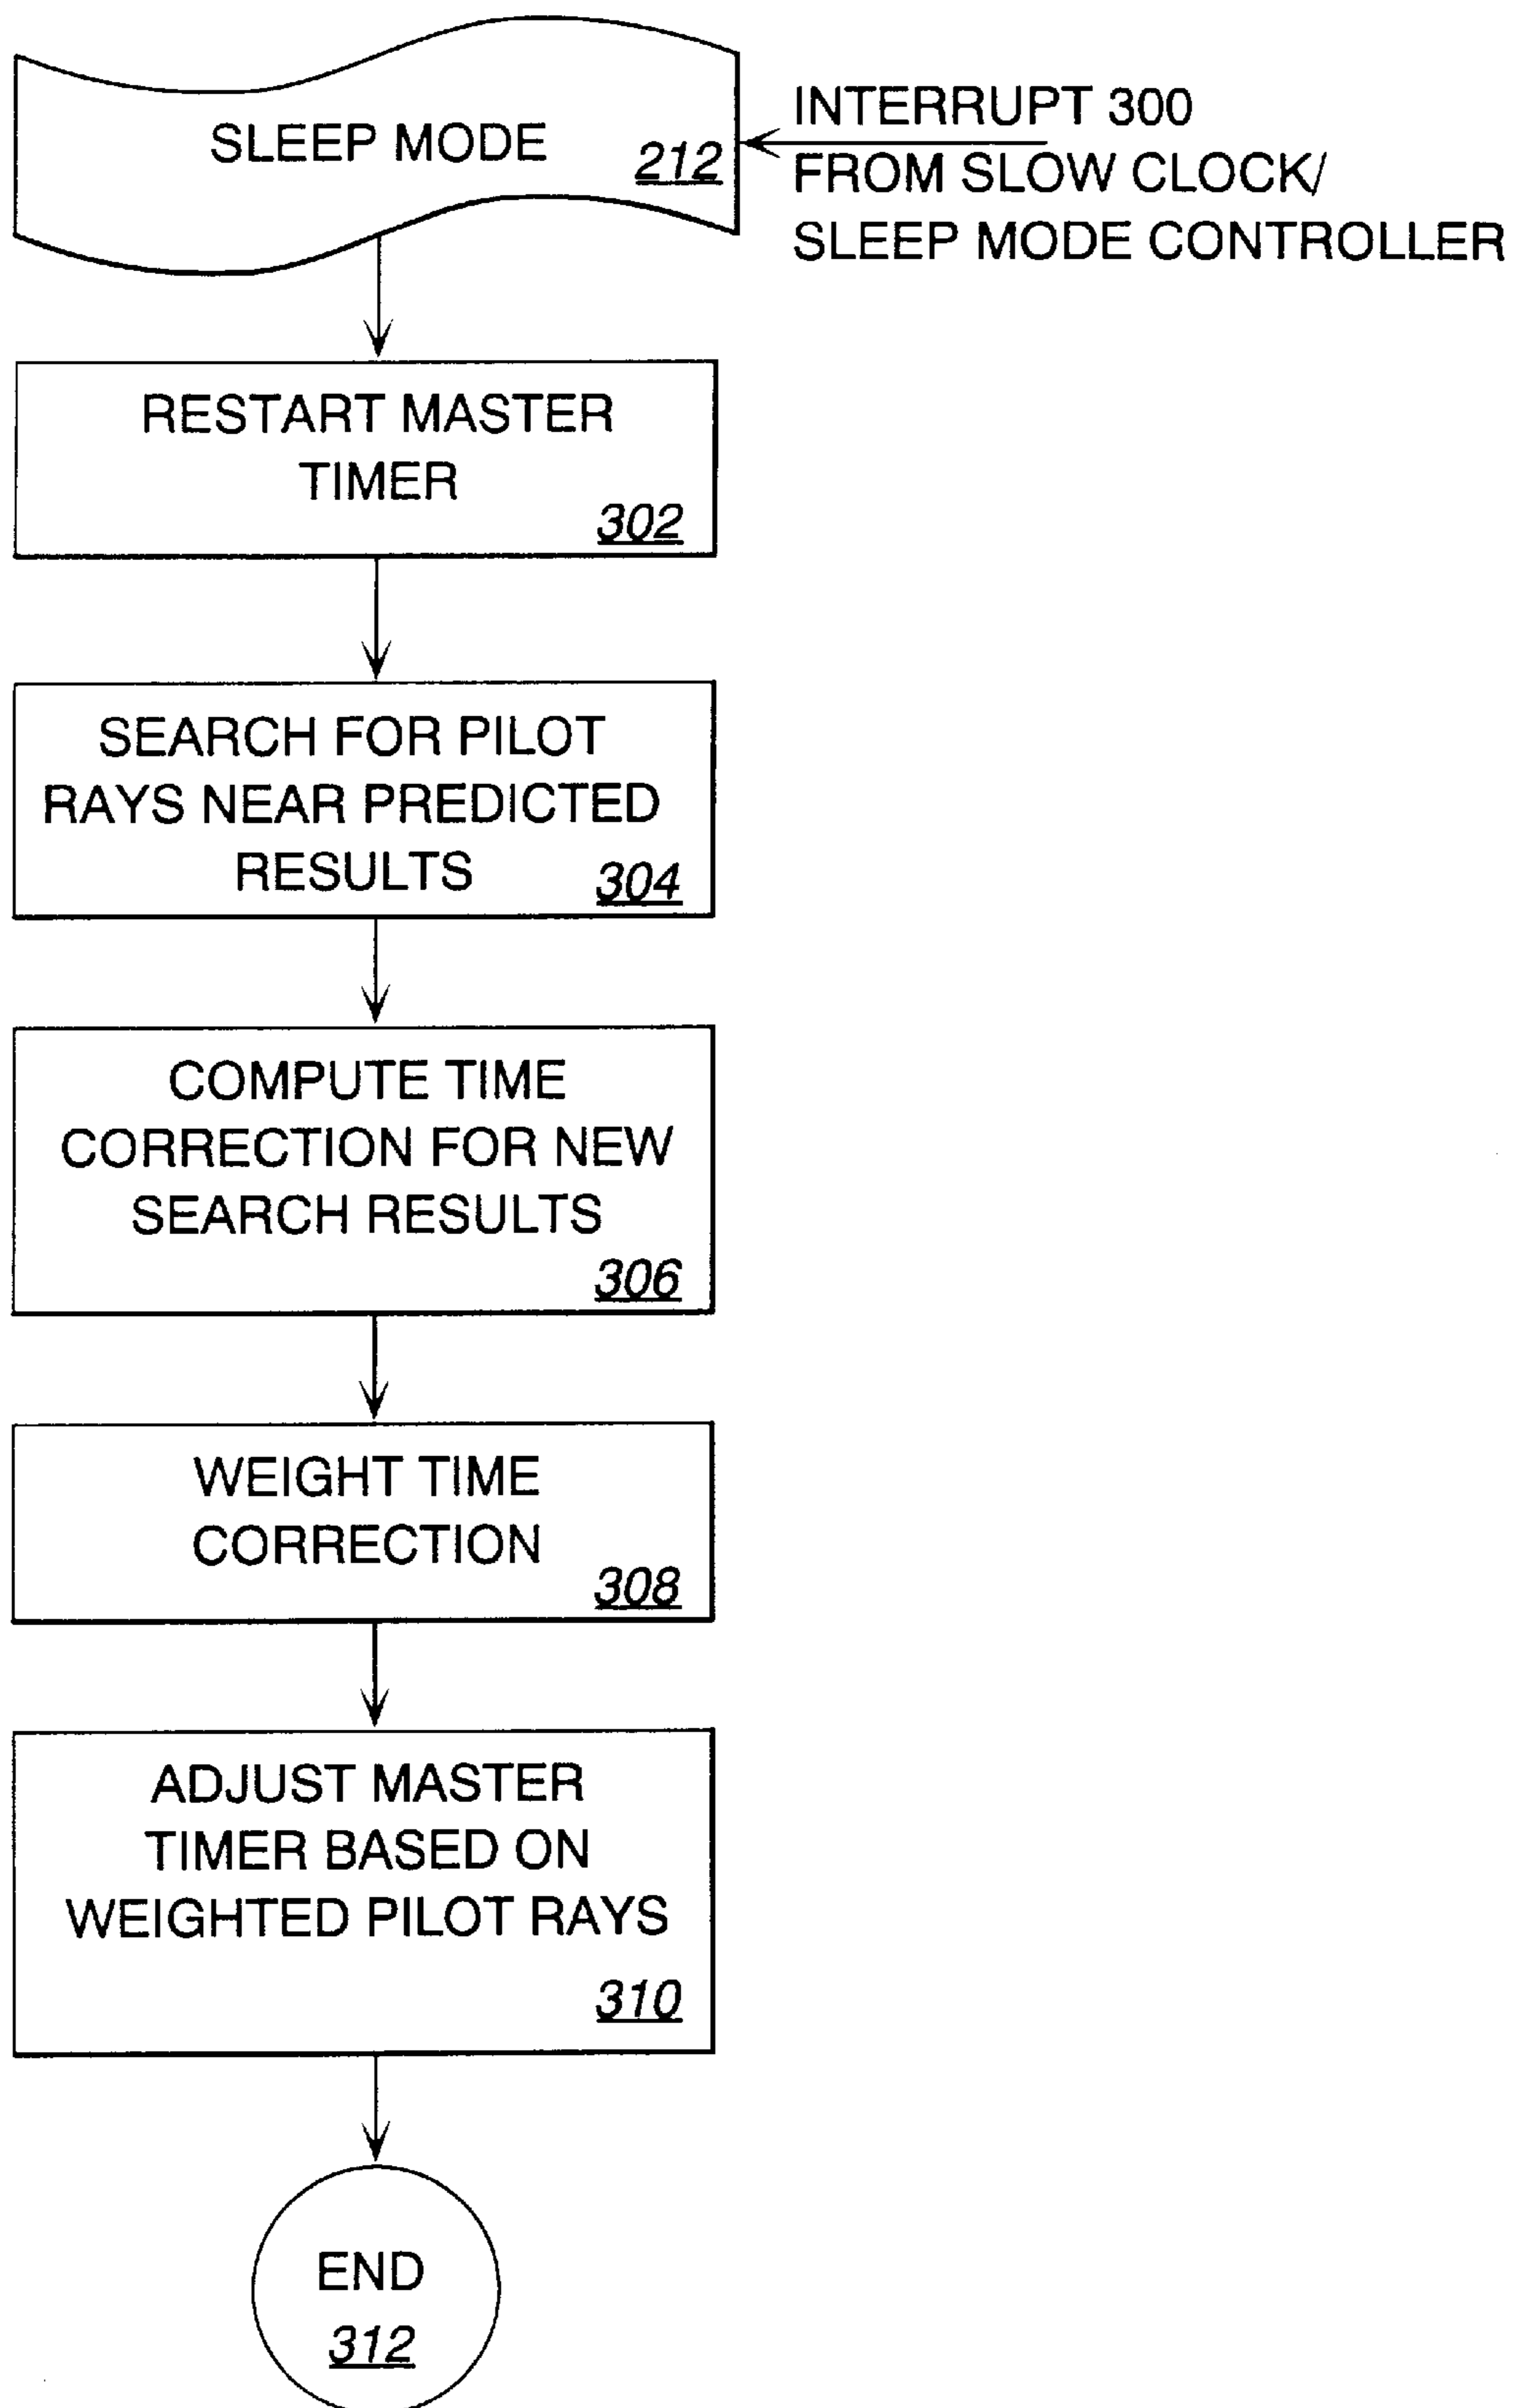 SLEEP MODE
212
INTERRUPT 300
FROM SLOW CLOCK/
SLEEP MODE CONTROLLER
RESTART MASTER
TIMER
302
SEARCH FOR PILOT
RAYS NEAR PREDICTED
RESULTS
304
COMPUTE TIME
CORRECTION FOR NEW
SEARCH RESULTS
306
WEIGHT TIME
CORRECTION
308
ADJUST MASTER
TIMER BASED ON
WEIGHTED PILOT RAYS
310
END
312